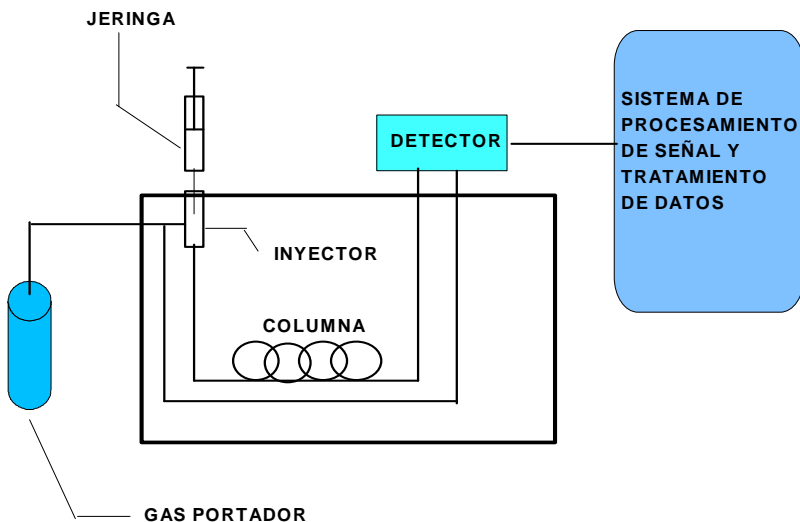 JERINGA
DETECTOR
SISTEMA DE
PROCESAMIENTO
DE SEÑAL Y
TRATAMIENTO
DE DATOS
INYECTOR
COLUMNA
GAS PORTADOR